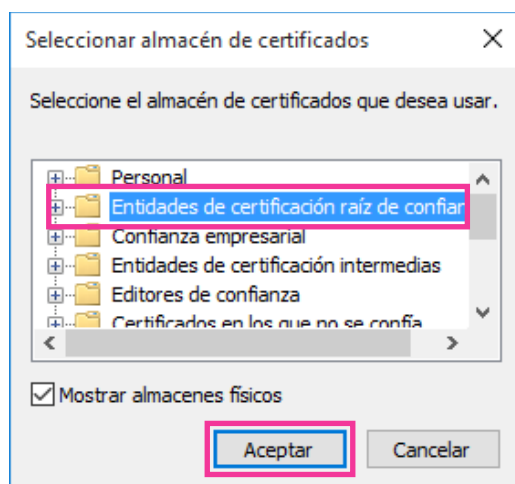 Seleccionar almacén de certificados
Seleccione el almacén de certificados que desea usar.
Personal
Entidades de certificación raíz de confiar
Confianza empresarial
Entidades de certificación intermedias
Editores de confianza
Certificados en los que no se confía
Mostrar almacenes físicos
Aceptar Cancelar